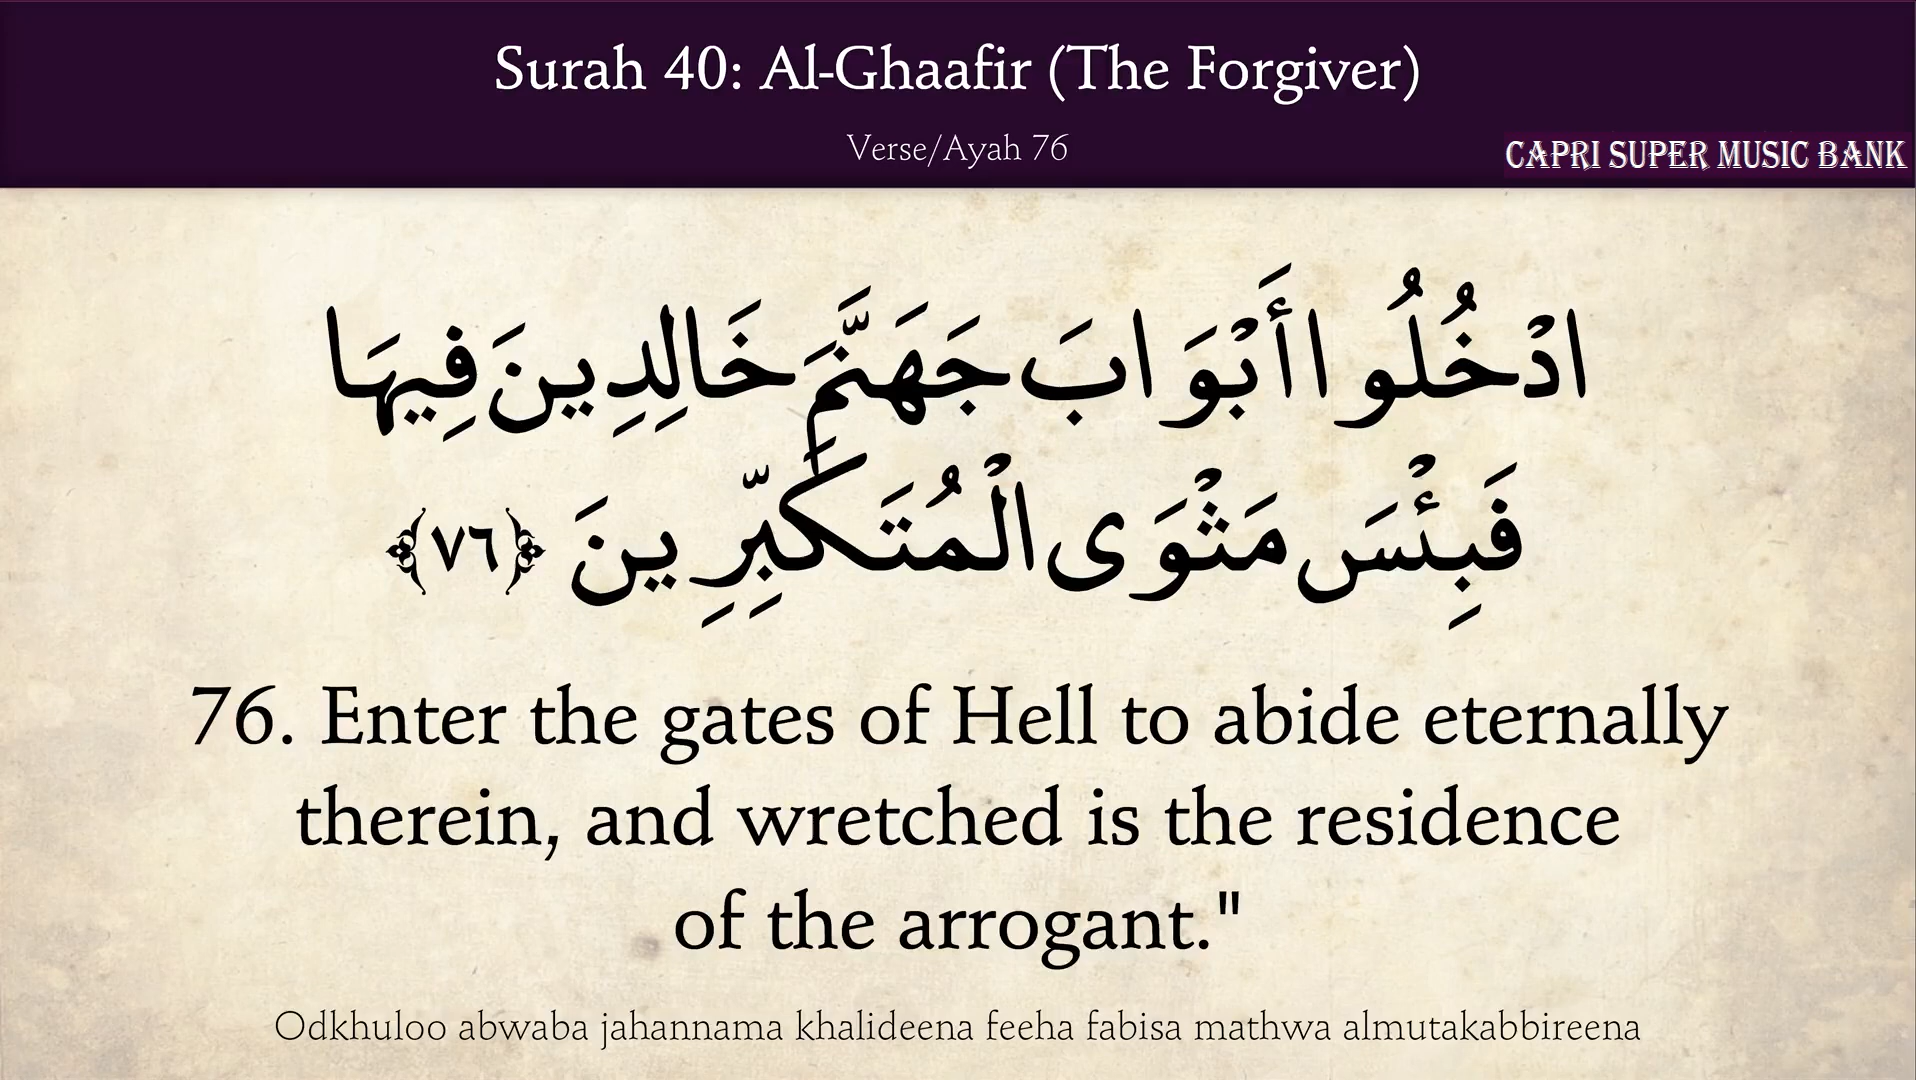 Surah 40: Al-Ghaafir (The Forgiver)
Verse/Ayah 76
CAPRI SUPER MUSIC BANK
ادْخُلُوا أَبْوَابَ جَهَنَّمَ خَالِدِينَ فِيهَا
فَبِئْسَ مَثْوَى الْمُتَكَبِّرِينَ ﴿٧٦﴾
76. Enter the gates of Hell to abide eternally
therein, and wretched is the residence
of the arrogant."
Odkhuloo abwaba jahannama khalideena feeha fabisa mathwa almutakabbireena